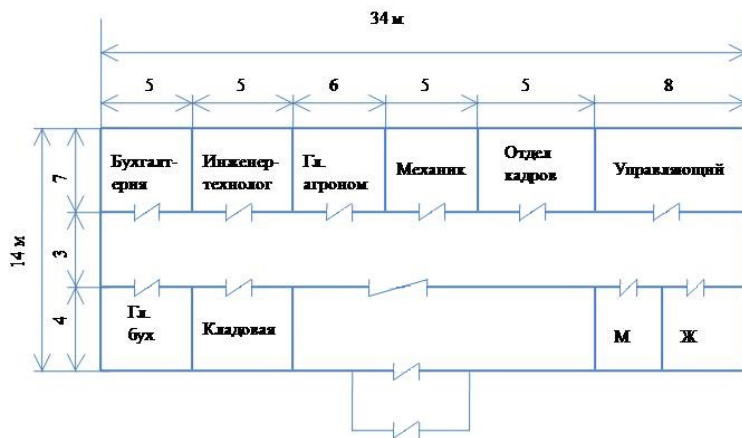 34 м
5 5 6 5 5 8
Бухгалт-
ерия
Инженер-
технолог
Гл.
агроном
Механик
Отдел
кадров
Управляющий
7
14 м
3
4
Гл.
бух
Кладовая
М
Ж